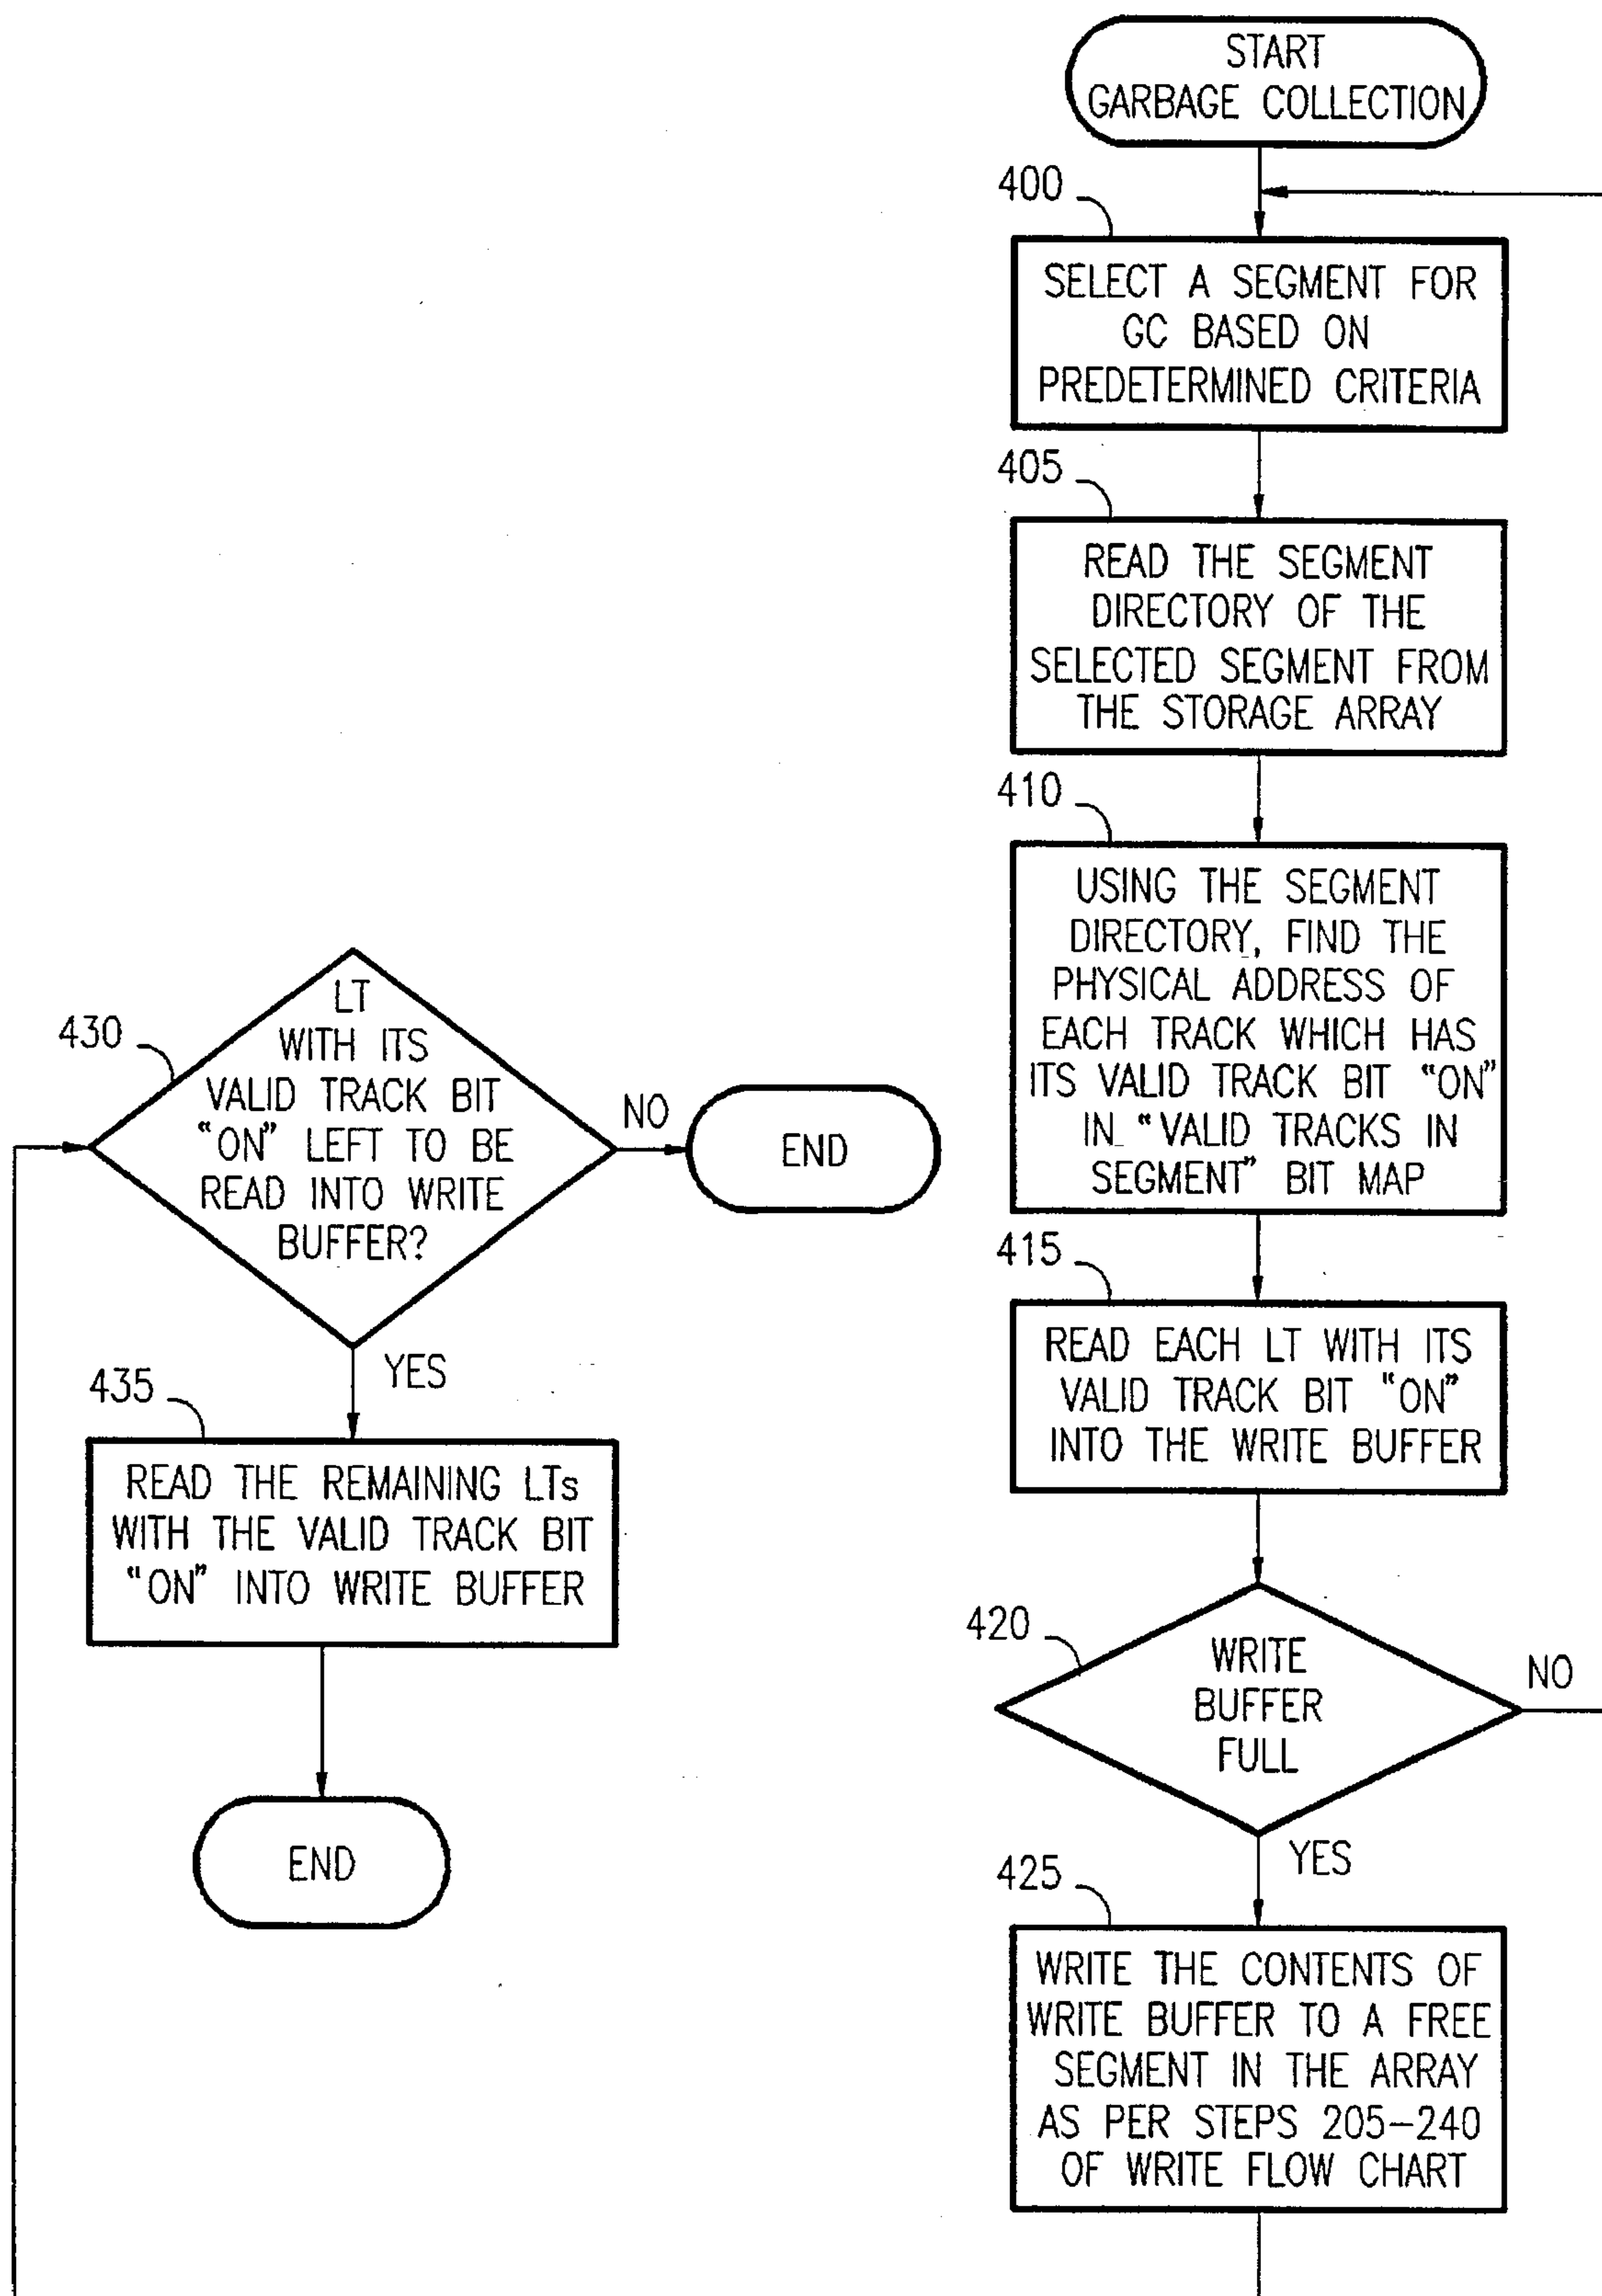 START
GARBAGE COLLECTION
400
SELECT A SEGMENT FOR
GC BASED ON
PREDETERMINED CRITERIA
405
READ THE SEGMENT
DIRECTORY OF THE
SELECTED SEGMENT FROM
THE STORAGE ARRAY
410
USING THE SEGMENT
DIRECTORY, FIND THE
PHYSICAL ADDRESS OF
EACH TRACK WHICH HAS
ITS VALID TRACK BIT "ON"
IN "VALID TRACKS IN
SEGMENT" BIT MAP
415
READ EACH LT WITH ITS
VALID TRACK BIT "ON"
INTO THE WRITE BUFFER
420
WRITE
BUFFER
FULL
NO
YES
425
WRITE THE CONTENTS OF
WRITE BUFFER TO A FREE
SEGMENT IN THE ARRAY
AS PER STEPS 205-240
OF WRITE FLOW CHART
430
LT
WITH ITS
VALID TRACK BIT
"ON" LEFT TO BE
READ INTO WRITE
BUFFER?
NO
END
YES
435
READ THE REMAINING LTs
WITH THE VALID TRACK BIT
"ON" INTO WRITE BUFFER
END